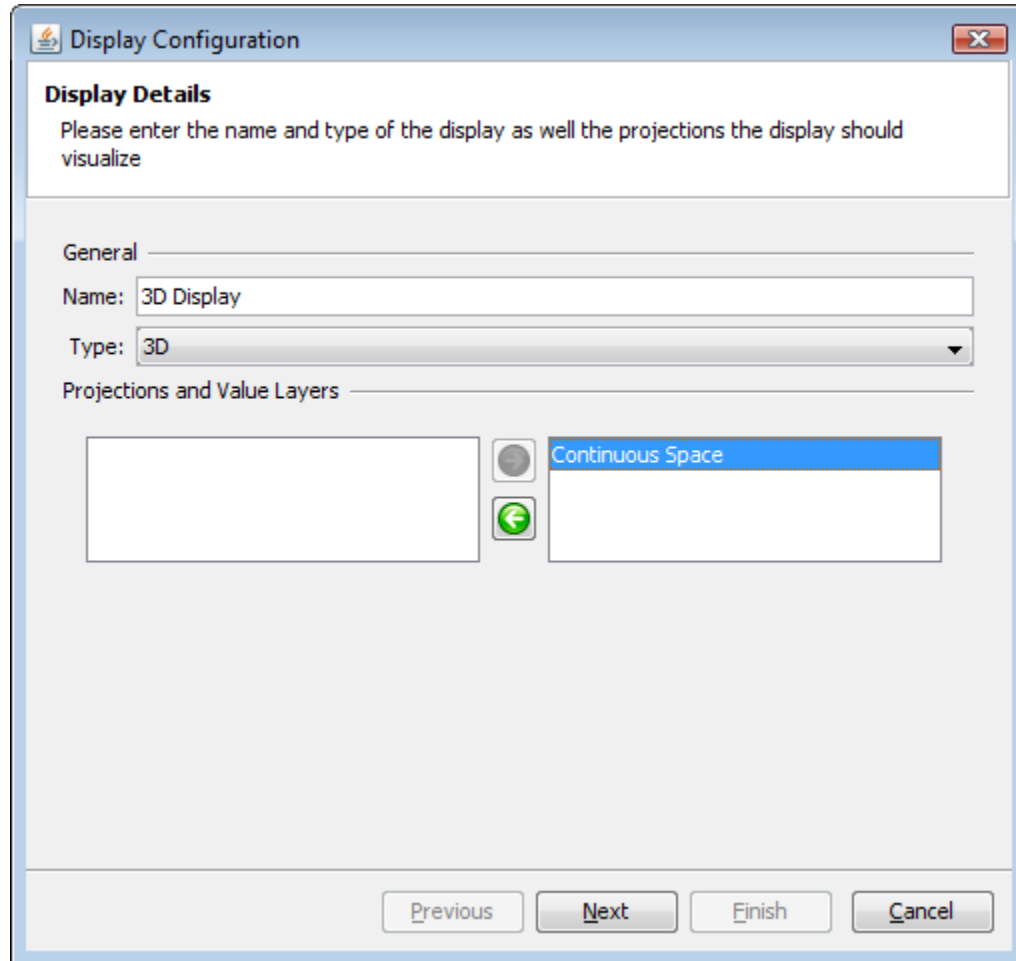 Display Configuration
Display Details
Please enter the name and type of the display as well the projections the display should
visualize
General
Name: 3D Display
Type: 3D
Projections and Value Layers
Continuous Space
Previous Next Finish Cancel